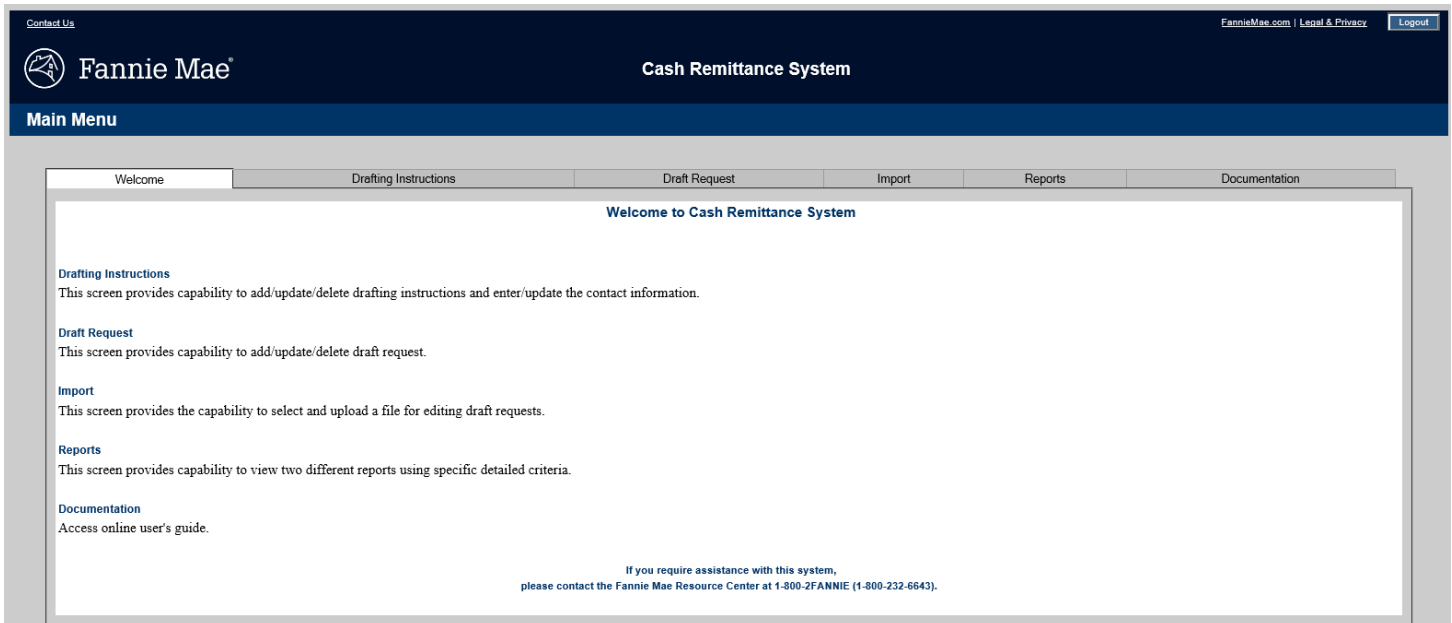 Contact Us
FannieMae.com | Legal & Privacy
Logout
Fannie Mae®
Cash Remittance System
Main Menu
Welcome
Drafting Instructions
Draft Request
Import
Reports
Documentation
Welcome to Cash Remittance System
Drafting Instructions
This screen provides capability to add/update/delete drafting instructions and enter/update the contact information.
Draft Request
This screen provides capability to add/update/delete draft request.
Import
This screen provides the capability to select and upload a file for editing draft requests.
Reports
This screen provides capability to view two different reports using specific detailed criteria.
Documentation
Access online user's guide.
If you require assistance with this system,
please contact the Fannie Mae Resource Center at 1-800-2FANNIE (1-800-232-6643).